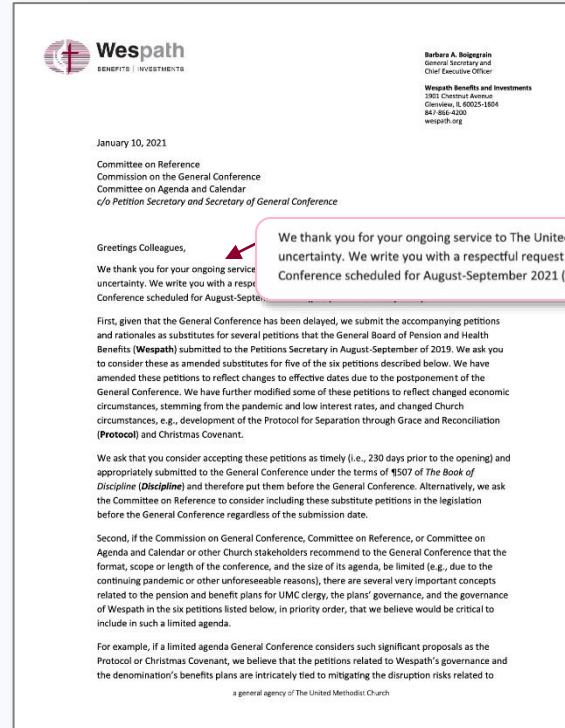 Wespath
BENEFITS | INVESTMENTS
Barbara A. Boigegrain
General Secretary and
Chief Executive Officer
Wespath Benefits and Investments
1901 Chestnut Avenue
Glenview, IL 60025-1604
847-866-4200
wespath.org
January 10, 2021
Committee on Reference
Commission on the General Conference
Committee on Agenda and Calendar
c/o Petition Secretary and Secretary of General Conference
Greetings Colleagues,
We thank you for your ongoing service to The United
uncertainty. We write you with a respectful request
Conference scheduled for August-September 2021 (
We thank you for your ongoing service
uncertainty. We write you with a respe
Conference scheduled for August-Septe
First, given that the General Conference has been delayed, we submit the accompanying petitions
and rationales as substitutes for several petitions that the General Board of Pension and Health
Benefits (Wespath) submitted to the Petitions Secretary in August-September of 2019. We ask you
to consider these as amended substitutes for five of the six petitions described below. We have
amended these petitions to reflect changes to effective dates due to the postponement of the
General Conference. We have further modified some of these petitions to reflect changed economic
circumstances, stemming from the pandemic and low interest rates, and changed Church
circumstances, e.g., development of the Protocol for Separation through Grace and Reconciliation
(Protocol) and Christmas Covenant.
We ask that you consider accepting these petitions as timely (i.e., 230 days prior to the opening) and
appropriately submitted to the General Conference under the terms of ¶507 of The Book of
Discipline (Discipline) and therefore put them before the General Conference. Alternatively, we ask
the Committee on Reference to consider including these substitute petitions in the legislation
before the General Conference regardless of the submission date.
Second, if the Commission on General Conference, Committee on Reference, or Committee on
Agenda and Calendar or other Church stakeholders recommend to the General Conference that the
format, scope or length of the conference, and the size of its agenda, be limited (e.g., due to the
continuing pandemic or other unforeseeable reasons), there are several very important concepts
related to the pension and benefit plans for UMC clergy, the plans' governance, and the governance
of Wespath in the six petitions listed below, in priority order, that we believe would be critical to
include in such a limited agenda.
For example, if a limited agenda General Conference considers such significant proposals as the
Protocol or Christmas Covenant, we believe that the petitions related to Wespath's governance and
the denomination's benefits plans are intricately tied to mitigating the disruption risks related to
a general agency of The United Methodist Church